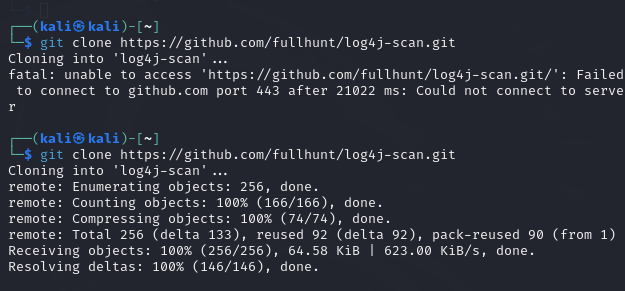 ┌──(kali㉿kali)-[~]
└─$ git clone https://github.com/fullhunt/log4j-scan.git
Cloning into 'log4j-scan'...
fatal: unable to access 'https://github.com/fullhunt/log4j-scan.git/': Failed
 to connect to github.com port 443 after 21022 ms: Could not connect to serve
r
┌──(kali㉿kali)-[~]
└─$ git clone https://github.com/fullhunt/log4j-scan.git
Cloning into 'log4j-scan'...
remote: Enumerating objects: 256, done.
remote: Counting objects: 100% (166/166), done.
remote: Compressing objects: 100% (74/74), done.
remote: Total 256 (delta 133), reused 92 (delta 92), pack-reused 90 (from 1)
Receiving objects: 100% (256/256), 64.58 KiB | 623.00 KiB/s, done.
Resolving deltas: 100% (146/146), done.